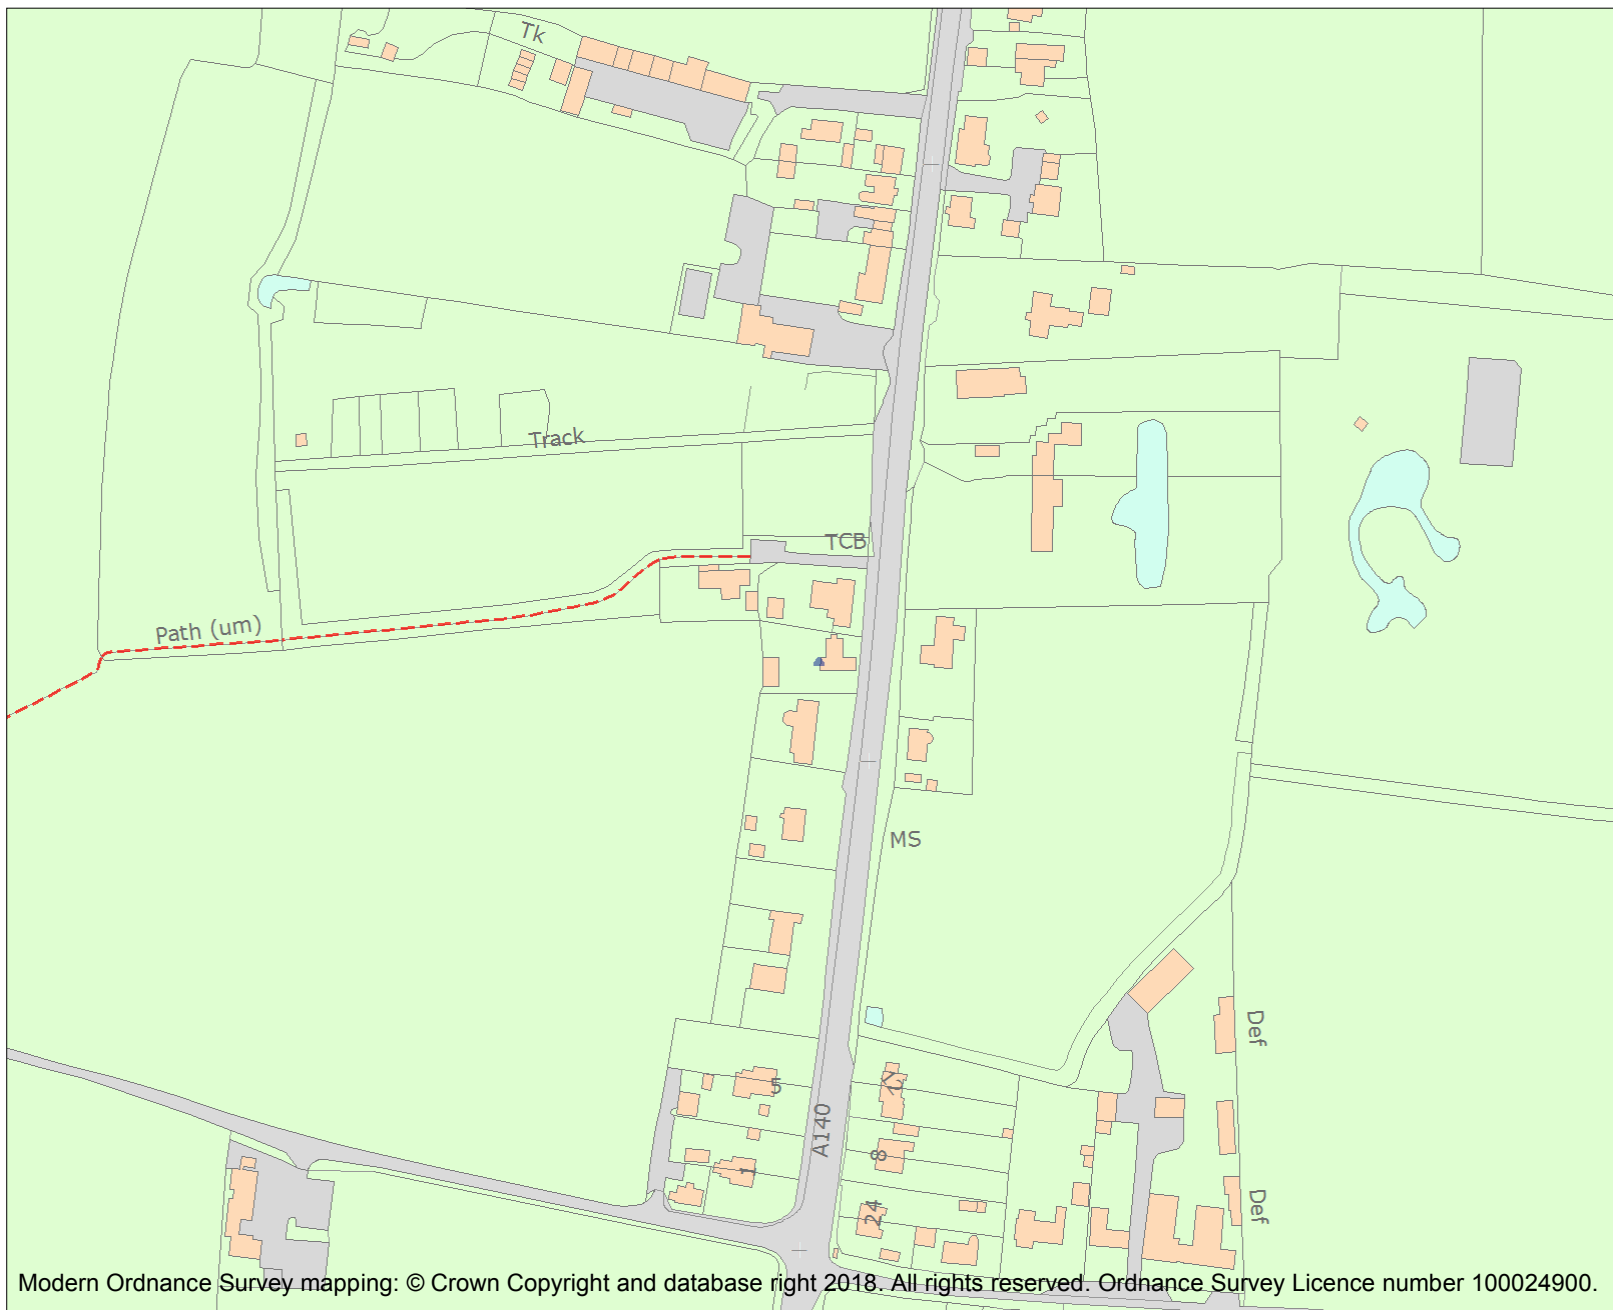 Tk
Track
TCB
Path (um)
MS
Def
5
12
A140
8
1
Def
24
Modern Ordnance Survey mapping: © Crown Copyright and database right 2018. All rights reserved. Ordnance Survey Licence number 100024900.